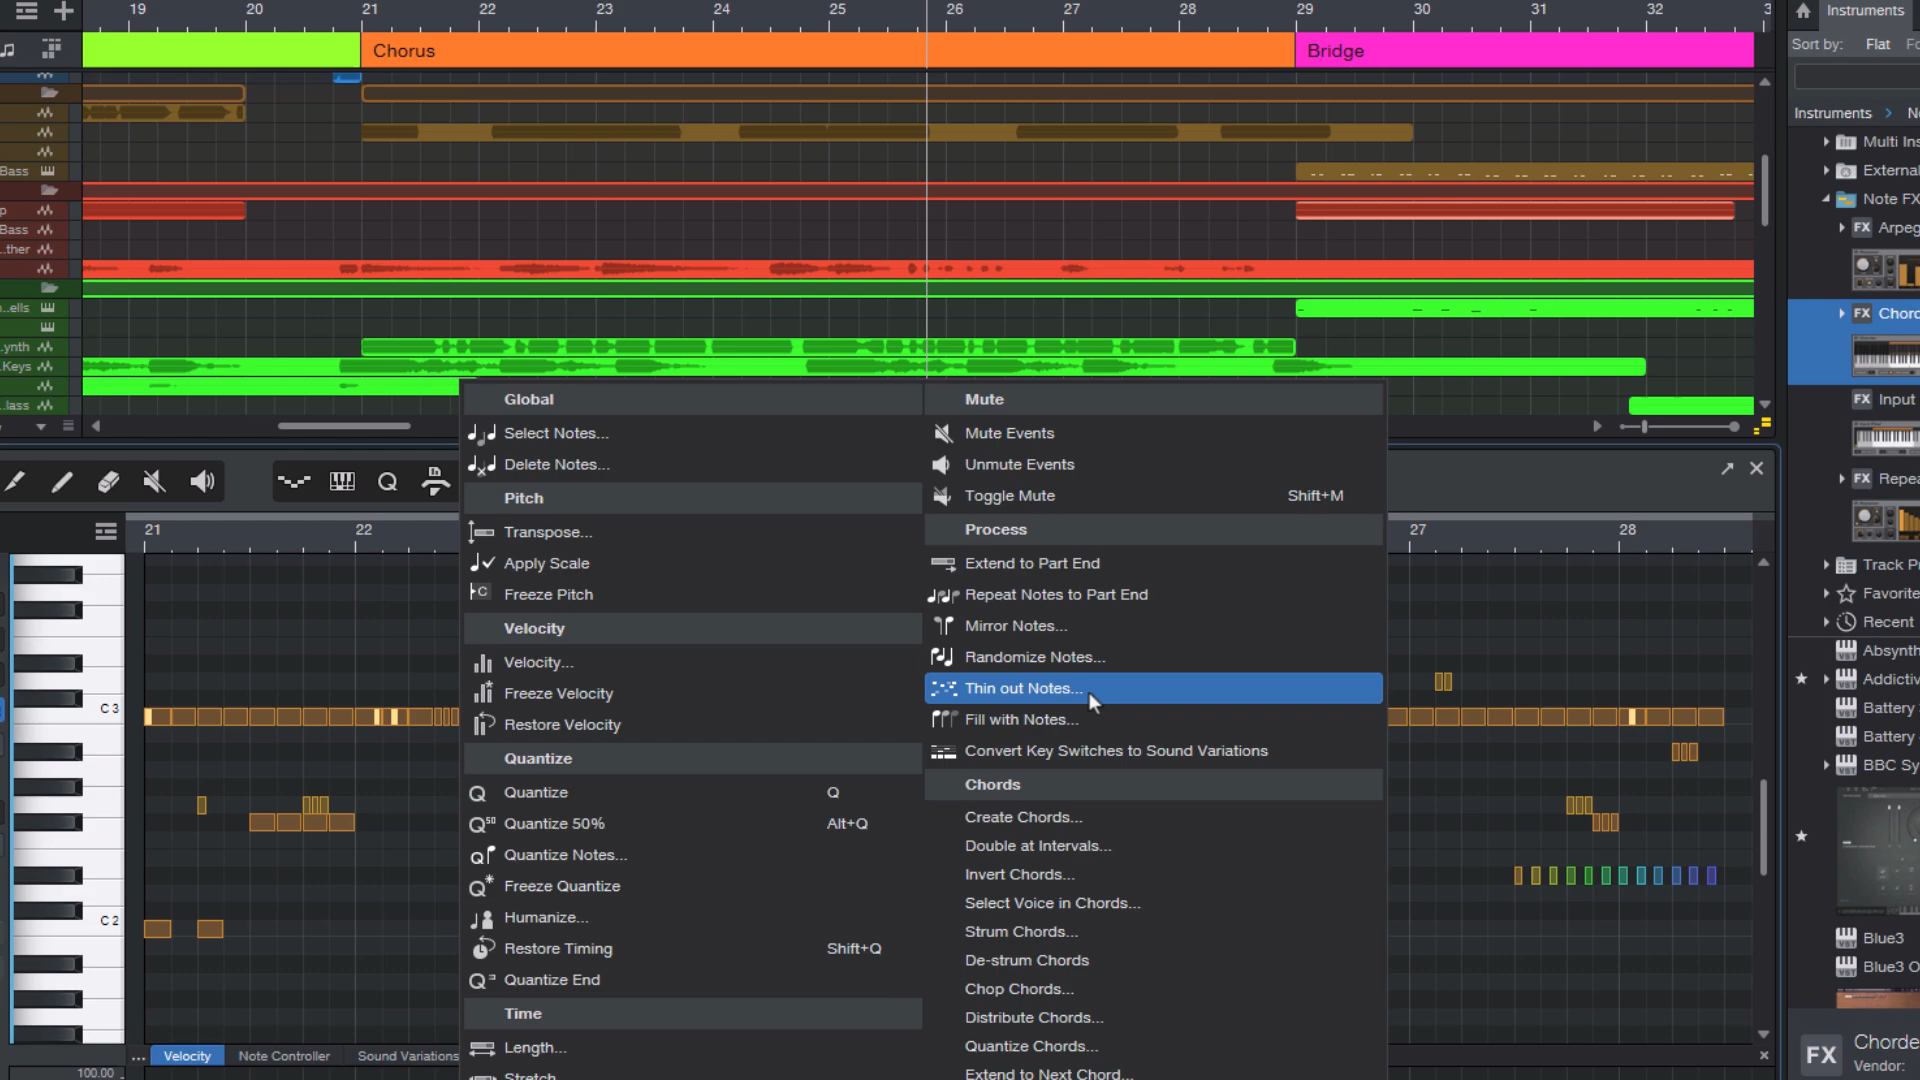 19 20 21 22 23 24 25 26 27 28 29 30 31 32
Instruments
Sort by: Flat
Chorus
Bridge
Instruments
Multi Ins
Bass
External
Note FX
p
Bass
...ther
FX Arpeg
...ells
FX Chord
...ynth
Keys
...lass
FX Input
FX Repea
Track Pr
Favorite
Recent
Absynth
Addictiv
Battery
Battery
BBC Sy
Blue3
Blue3 O
FX Chorde
Vendor:
21 22 27 28
C 3
C 2
Global
Select Notes...
Delete Notes...
Pitch
Transpose...
Apply Scale
Freeze Pitch
Velocity
Velocity...
Freeze Velocity
Restore Velocity
Quantize
Quantize Q
Quantize 50% Alt+Q
Quantize Notes...
Freeze Quantize
Humanize...
Restore Timing Shift+Q
Quantize End
Time
Length...
Stretch
Mute
Mute Events
Unmute Events
Toggle Mute Shift+M
Process
Extend to Part End
Repeat Notes to Part End
Mirror Notes...
Randomize Notes...
Thin out Notes...
Fill with Notes...
Convert Key Switches to Sound Variations
Chords
Create Chords...
Double at Intervals...
Invert Chords...
Select Voice in Chords...
Strum Chords...
De-strum Chords
Chop Chords...
Distribute Chords...
Quantize Chords...
Extend to Next Chord...
... Velocity Note Controller Sound Variations
100.00